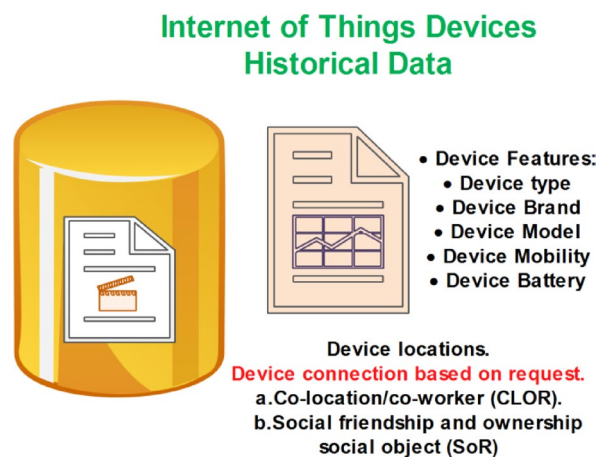 Internet of Things Devices
Historical Data
• Device Features:
• Device type
• Device Brand
• Device Model
• Device Mobility
• Device Battery
Device locations.
Device connection based on request.
a.Co-location/co-worker (CLOR).
b.Social friendship and ownership
social object (SoR)